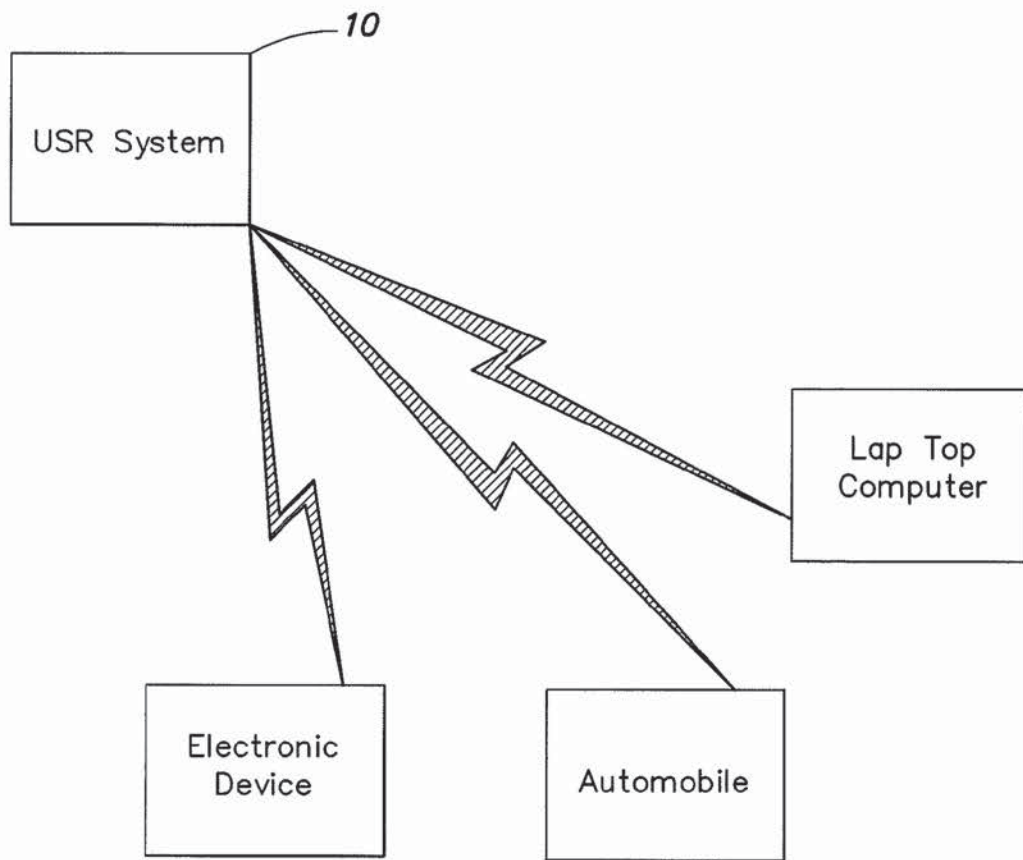 10
USR System
Lap Top
Computer
Electronic
Device
Automobile